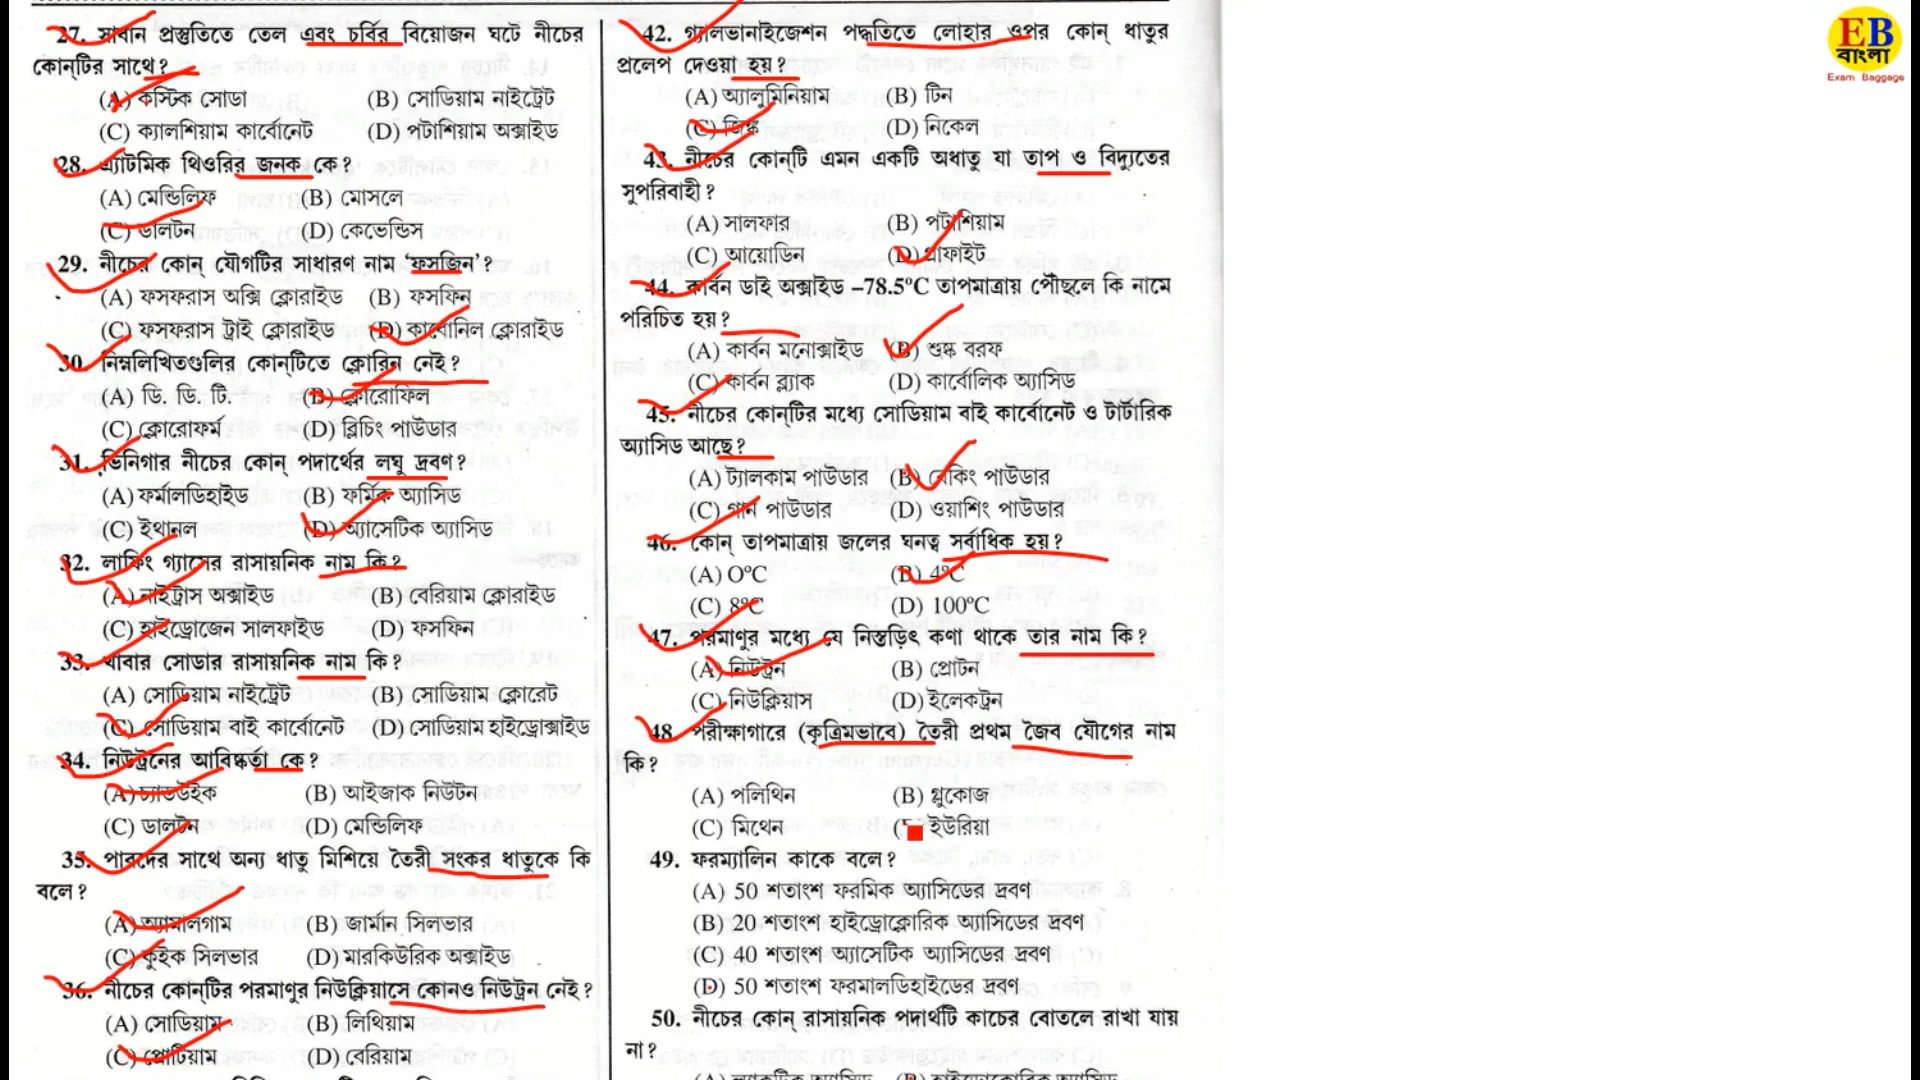 27. সাবান প্রস্তুতিতে তেল এবং চর্বির বিয়োজন ঘটে নীচের
কোন্‌টির সাথে?
(A) কস্টিক সোডা (B) সোডিয়াম নাইট্রেট
(C) ক্যালশিয়াম কার্বোনেট (D) পটাশিয়াম অক্সাইড
28. এ্যাটমিক থিওরির জনক কে?
(A) মেন্ডিলিফ (B) মোসলে
(C) ডালটন (D) কেভেন্ডিস
29. নীচের কোন্ যৌগটির সাধারণ নাম ‘ফসজিন’?
(A) ফসফরাস অক্সি ক্লোরাইড (B) ফসফিন
(C) ফসফরাস ট্রাই ক্লোরাইড (D) কার্বোনিল ক্লোরাইড
30. নিম্নলিখিতগুলির কোন্‌টিতে ক্লোরিন নেই?
(A) ডি. ডি. টি. (B) ক্লোরোফিল
(C) ক্লোরোফর্ম (D) ব্লিচিং পাউডার
31. ভিনিগার নীচের কোন্ পদার্থের লঘু দ্রবণ?
(A) ফর্মালডিহাইড (B) ফর্মিক অ্যাসিড
(C) ইথানল (D) অ্যাসেটিক অ্যাসিড
32. লাফিং গ্যাসের রাসায়নিক নাম কি?
(A) নাইট্রাস অক্সাইড (B) বেরিয়াম ক্লোরাইড
(C) হাইড্রোজেন সালফাইড (D) ফসফিন
33. খাবার সোডার রাসায়নিক নাম কি?
(A) সোডিয়াম নাইট্রেট (B) সোডিয়াম ক্লোরেট
(C) সোডিয়াম বাই কার্বোনেট (D) সোডিয়াম হাইড্রোক্সাইড
34. নিউট্রনের আবিষ্কর্তা কে?
(A) চ্যাডউইক (B) আইজাক নিউটন
(C) ডালটন (D) মেন্ডিলিফ
35. পারদের সাথে অন্য ধাতু মিশিয়ে তৈরী সংকর ধাতুকে কি
বলে?
(A) অ্যামালগাম (B) জার্মান সিলভার
(C) কুইক সিলভার (D) মারকিউরিক অক্সাইড
36. নীচের কোন্‌টির পরমাণুর নিউক্লিয়াসে কোনও নিউট্রন নেই?
(A) সোডিয়াম (B) লিথিয়াম
(C) প্রোটিয়াম (D) বেরিয়াম
42. গ্যালভানাইজেশন পদ্ধতিতে লোহার ওপর কোন্ ধাতুর
প্রলেপ দেওয়া হয়?
(A) অ্যালুমিনিয়াম (B) টিন
(C) জিঙ্ক (D) নিকেল
43. নীচের কোন্‌টি এমন একটি অধাতু যা তাপ ও বিদ্যুতের
সুপরিবাহী?
(A) সালফার (B) পটাশিয়াম
(C) আয়োডিন (D) গ্রাফাইট
44. কার্বন ডাই অক্সাইড –78.5°C তাপমাত্রায় পৌঁছলে কি নামে
পরিচিত হয়?
(A) কার্বন মনোক্সাইড (B) শুষ্ক বরফ
(C) কার্বন ব্ল্যাক (D) কার্বোলিক অ্যাসিড
45. নীচের কোন্‌টির মধ্যে সোডিয়াম বাই কার্বোনেট ও টার্টারিক
অ্যাসিড আছে?
(A) ট্যালকাম পাউডার (B) বেকিং পাউডার
(C) গান পাউডার (D) ওয়াশিং পাউডার
46. কোন্ তাপমাত্রায় জলের ঘনত্ব সর্বাধিক হয়?
(A) 0°C (B) 4°C
(C) 8°C (D) 100°C
47. পরমাণুর মধ্যে যে নিস্তড়িৎ কণা থাকে তার নাম কি?
(A) নিউট্রন (B) প্রোটন
(C) নিউক্লিয়াস (D) ইলেকট্রন
48. পরীক্ষাগারে (কৃত্রিমভাবে) তৈরী প্রথম জৈব যৌগের নাম
কি?
(A) পলিথিন (B) গ্লুকোজ
(C) মিথেন ইউরিয়া
49. ফরম্যালিন কাকে বলে?
(A) 50 শতাংশ ফরমিক অ্যাসিডের দ্রবণ
(B) 20 শতাংশ হাইড্রোক্লোরিক অ্যাসিডের দ্রবণ
(C) 40 শতাংশ অ্যাসেটিক অ্যাসিডের দ্রবণ
(D) 50 শতাংশ ফরমালডিহাইডের দ্রবণ
50. নীচের কোন্ রাসায়নিক পদার্থটি কাচের বোতলে রাখা যায়
না?
EB
বাংলা
Exam Baggage